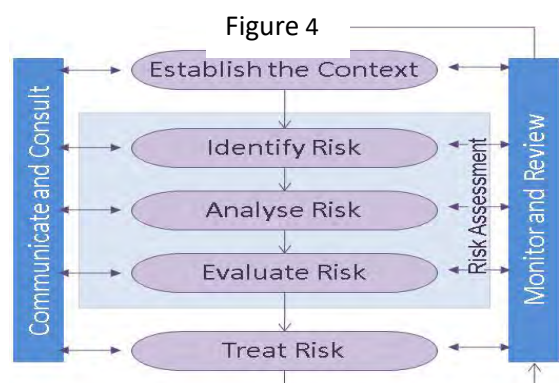 Figure 4
Establish the Context
Communicate and Consult
Identify Risk
Analyse Risk
Evaluate Risk
Risk Assessment
Monitor and Review
Treat Risk